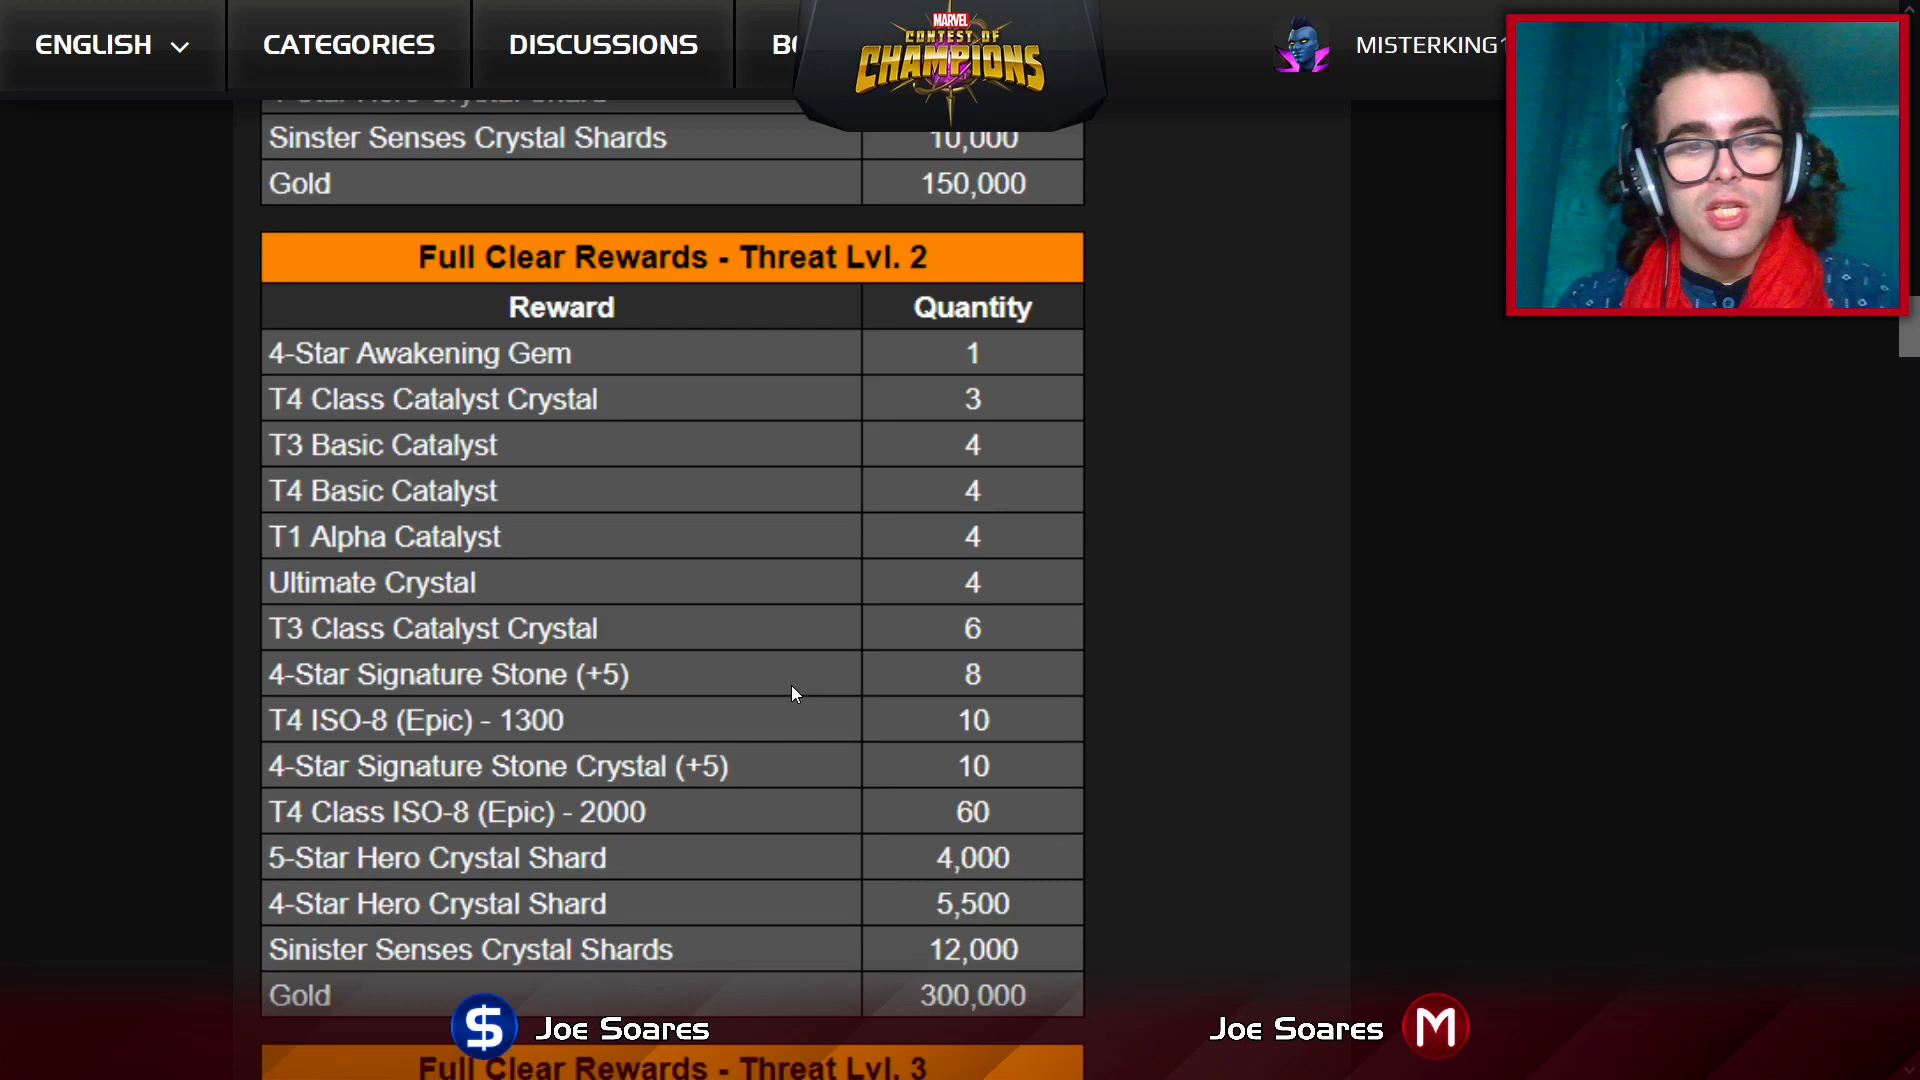 ENGLISH
CATEGORIES
DISCUSSIONS
MARVEL
CONTEST OF
CHAMPIONS
Sinster Senses Crystal Shards 10,000
Gold 150,000
Full Clear Rewards - Threat Lvl. 2
Reward Quantity
4-Star Awakening Gem 1
T4 Class Catalyst Crystal 3
T3 Basic Catalyst 4
T4 Basic Catalyst 4
T1 Alpha Catalyst 4
Ultimate Crystal 4
T3 Class Catalyst Crystal 6
4-Star Signature Stone (+5) 8
T4 ISO-8 (Epic) - 1300 10
4-Star Signature Stone Crystal (+5) 10
T4 Class ISO-8 (Epic) - 2000 60
5-Star Hero Crystal Shard 4,000
4-Star Hero Crystal Shard 5,500
Sinister Senses Crystal Shards 12,000
Gold 300,000
$ Joe Soares
Joe Soares M
Full Clear Rewards - Threat Lvl. 3